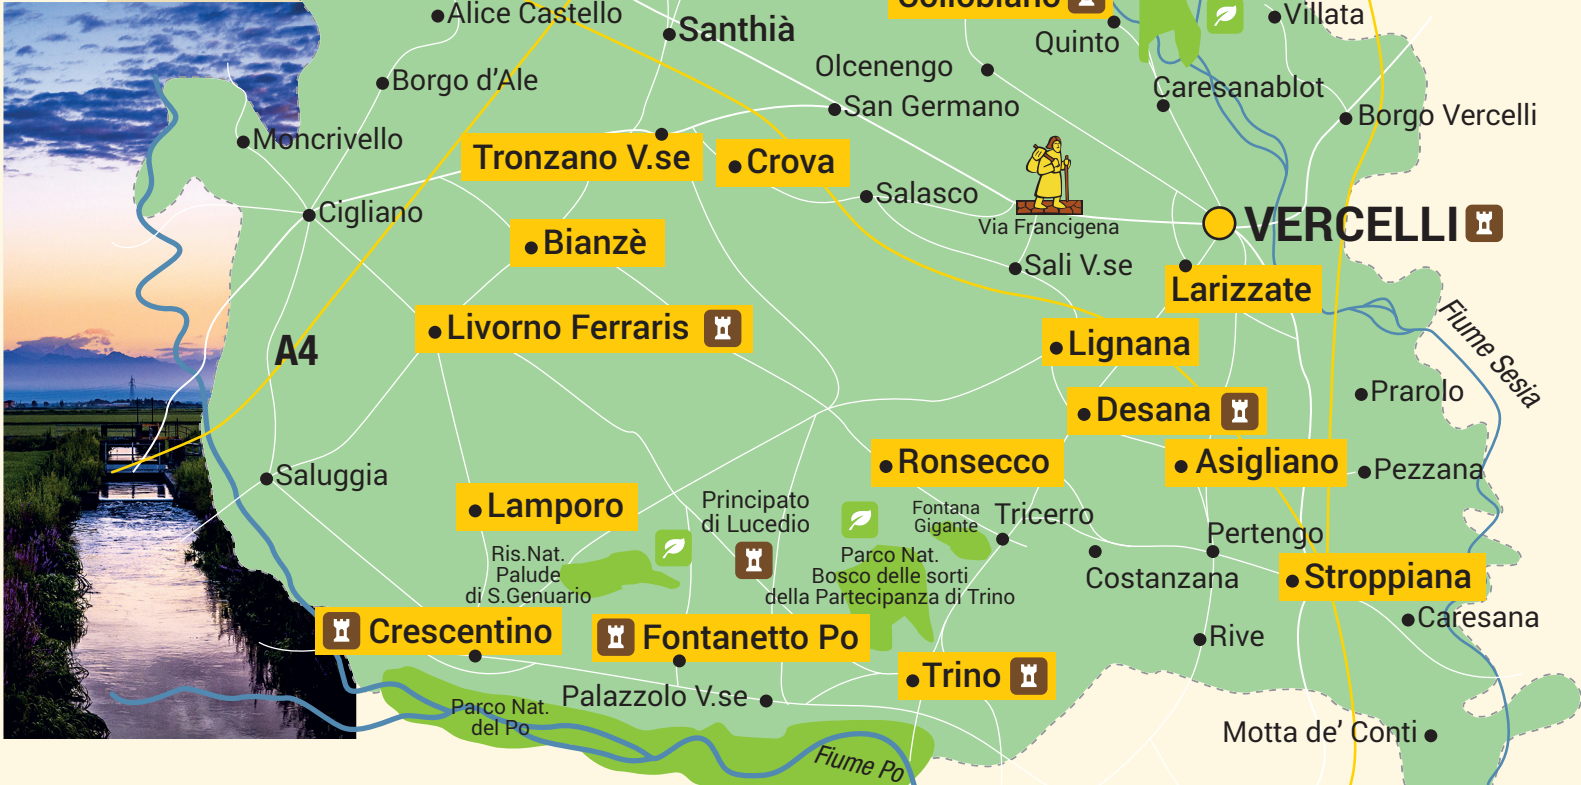 Collobiano
Alice Castello
Santhià
Villata
Quinto
Olcenengo
Borgo d'Ale
Caresanablot
San Germano
Borgo Vercelli
Moncrivello
Tronzano V.se
Crova
Salasco
Cigliano
Via Francigena
VERCELLI
Bianzè
Sali V.se
Larizzate
Livorno Ferraris
A4
Lignana
Fiume Sesia
Prarolo
Desana
Ronsecco
Asigliano
Pezzana
Saluggia
Lamporo
Principato
di Lucedio
Fontana
Gigante
Tricerro
Pertengo
Ris.Nat.
Palude
di S.Genuario
Parco Nat.
Bosco delle sorti
della Partecipanza di Trino
Costanzana
Stroppiana
Caresana
Crescentino
Fontanetto Po
Rive
Trino
Palazzolo V.se
Parco Nat.
del Po
Motta de' Conti
Fiume Po